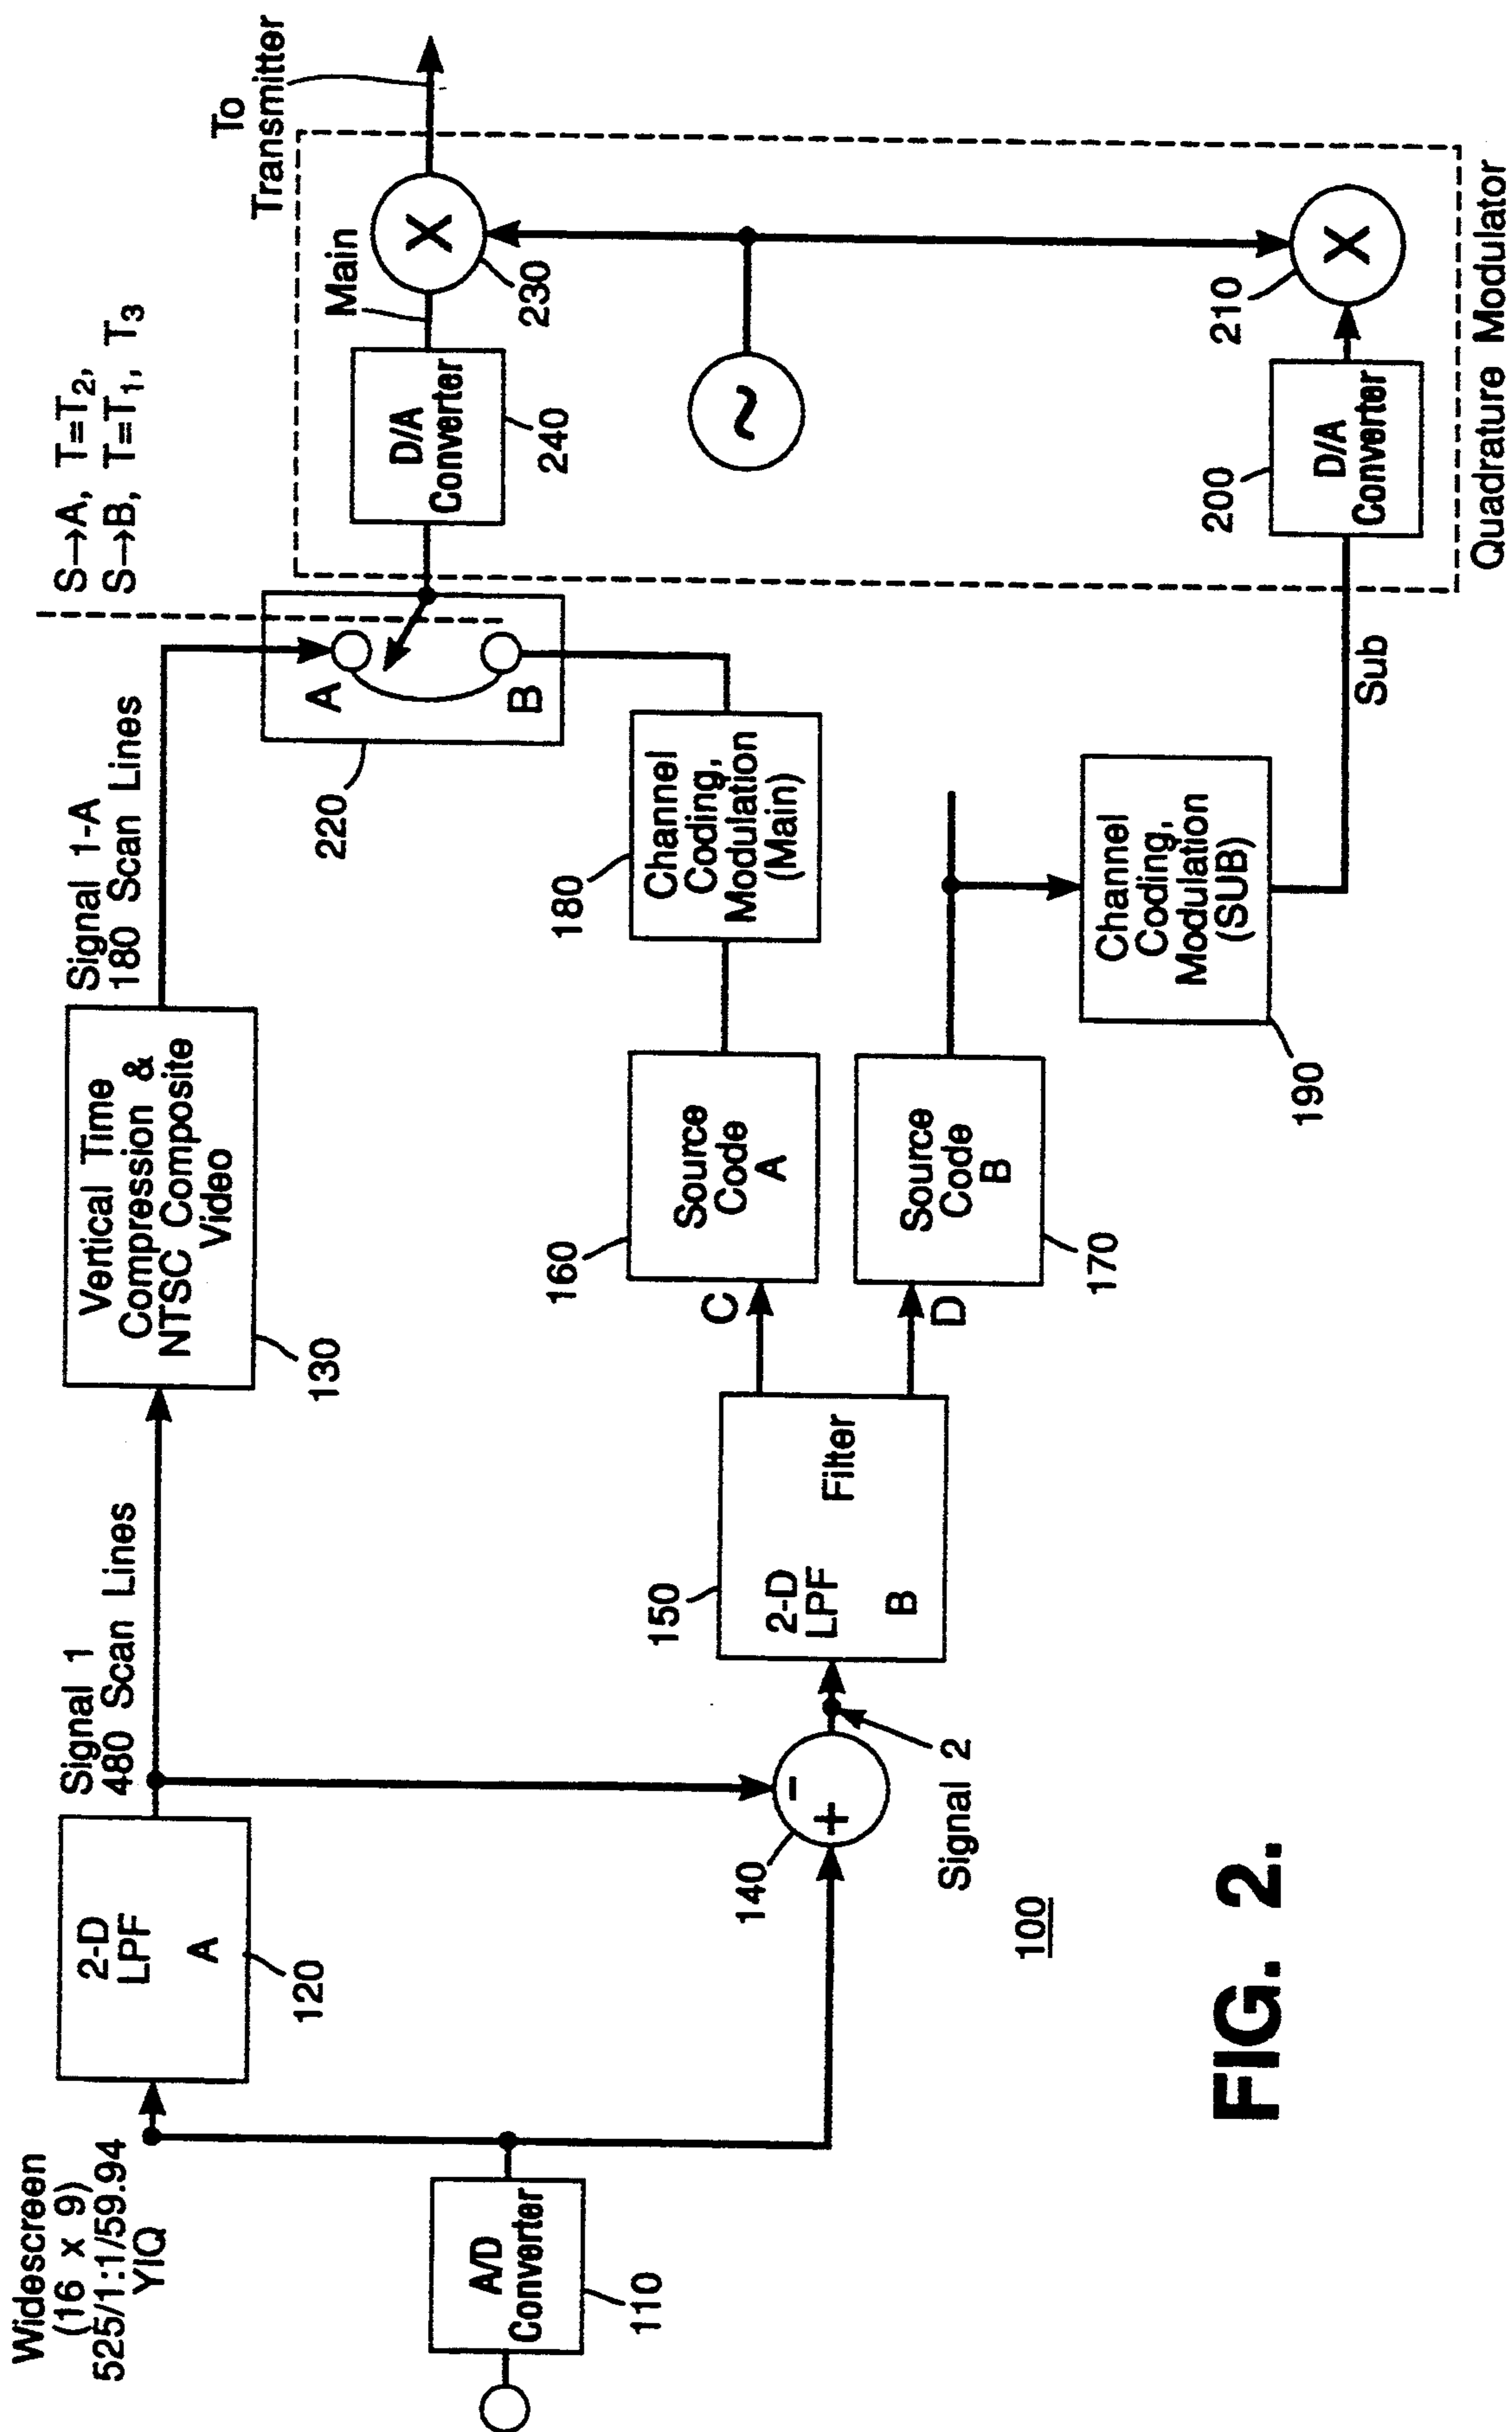 Widescreen
(16 x 9)
525/1:1/59.94
YIQ
A/D
Converter
110
2-D
LPF
A
120
Signal 1
480 Scan Lines
Vertical Time
Compression &
NTSC Composite
Video
130
Signal 1-A
180 Scan Lines
S→A, T=T2,
S→B, T=T1, T3
A
B
220
To
Transmitter
Main
X
230
D/A
Converter
240
~
210
X
200
D/A
Converter
Quadrature Modulator
Sub
-
+
140
Signal 2
150
2-D
LPF
Filter
B
C
D
160
Source
Code
A
Source
Code
B
170
180
Channel
Coding,
Modulation
(Main)
Channel
Coding,
Modulation
(SUB)
190
100
FIG. 2.